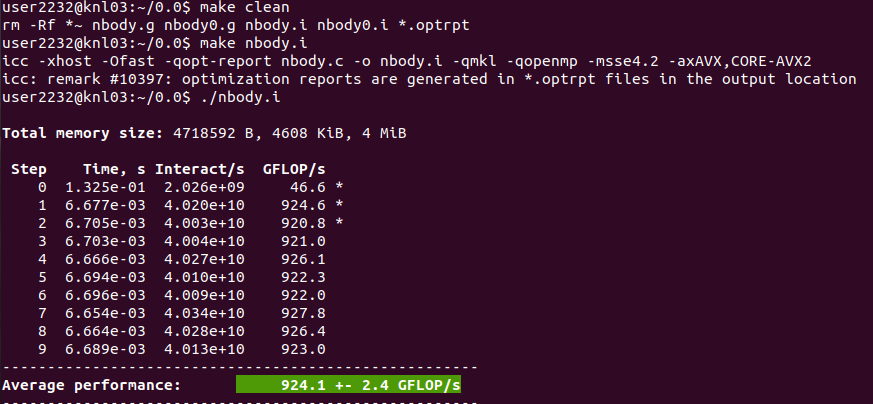 user2232@knl03:~/0.0$ make clean
rm -Rf *~ nbody.g nbody0.g nbody.i nbody0.i *.optrpt
user2232@knl03:~/0.0$ make nbody.i
icc -xhost -Ofast -qopt-report nbody.c -o nbody.i -qmkl -qopenmp -msse4.2 -axAVX,CORE-AVX2
icc: remark #10397: optimization reports are generated in *.optrpt files in the output location
user2232@knl03:~/0.0$ ./nbody.i
Total memory size: 4718592 B, 4608 KiB, 4 MiB
Step Time, s Interact/s GFLOP/s
0 1.325e-01 2.026e+09 46.6 *
1 6.677e-03 4.020e+10 924.6 *
2 6.705e-03 4.003e+10 920.8 *
3 6.703e-03 4.004e+10 921.0
4 6.666e-03 4.027e+10 926.1
5 6.694e-03 4.010e+10 922.3
6 6.696e-03 4.009e+10 922.0
7 6.654e-03 4.034e+10 927.8
8 6.664e-03 4.028e+10 926.4
9 6.689e-03 4.013e+10 923.0
-----------------------------------------------------
Average performance: 924.1 +- 2.4 GFLOP/s
-----------------------------------------------------